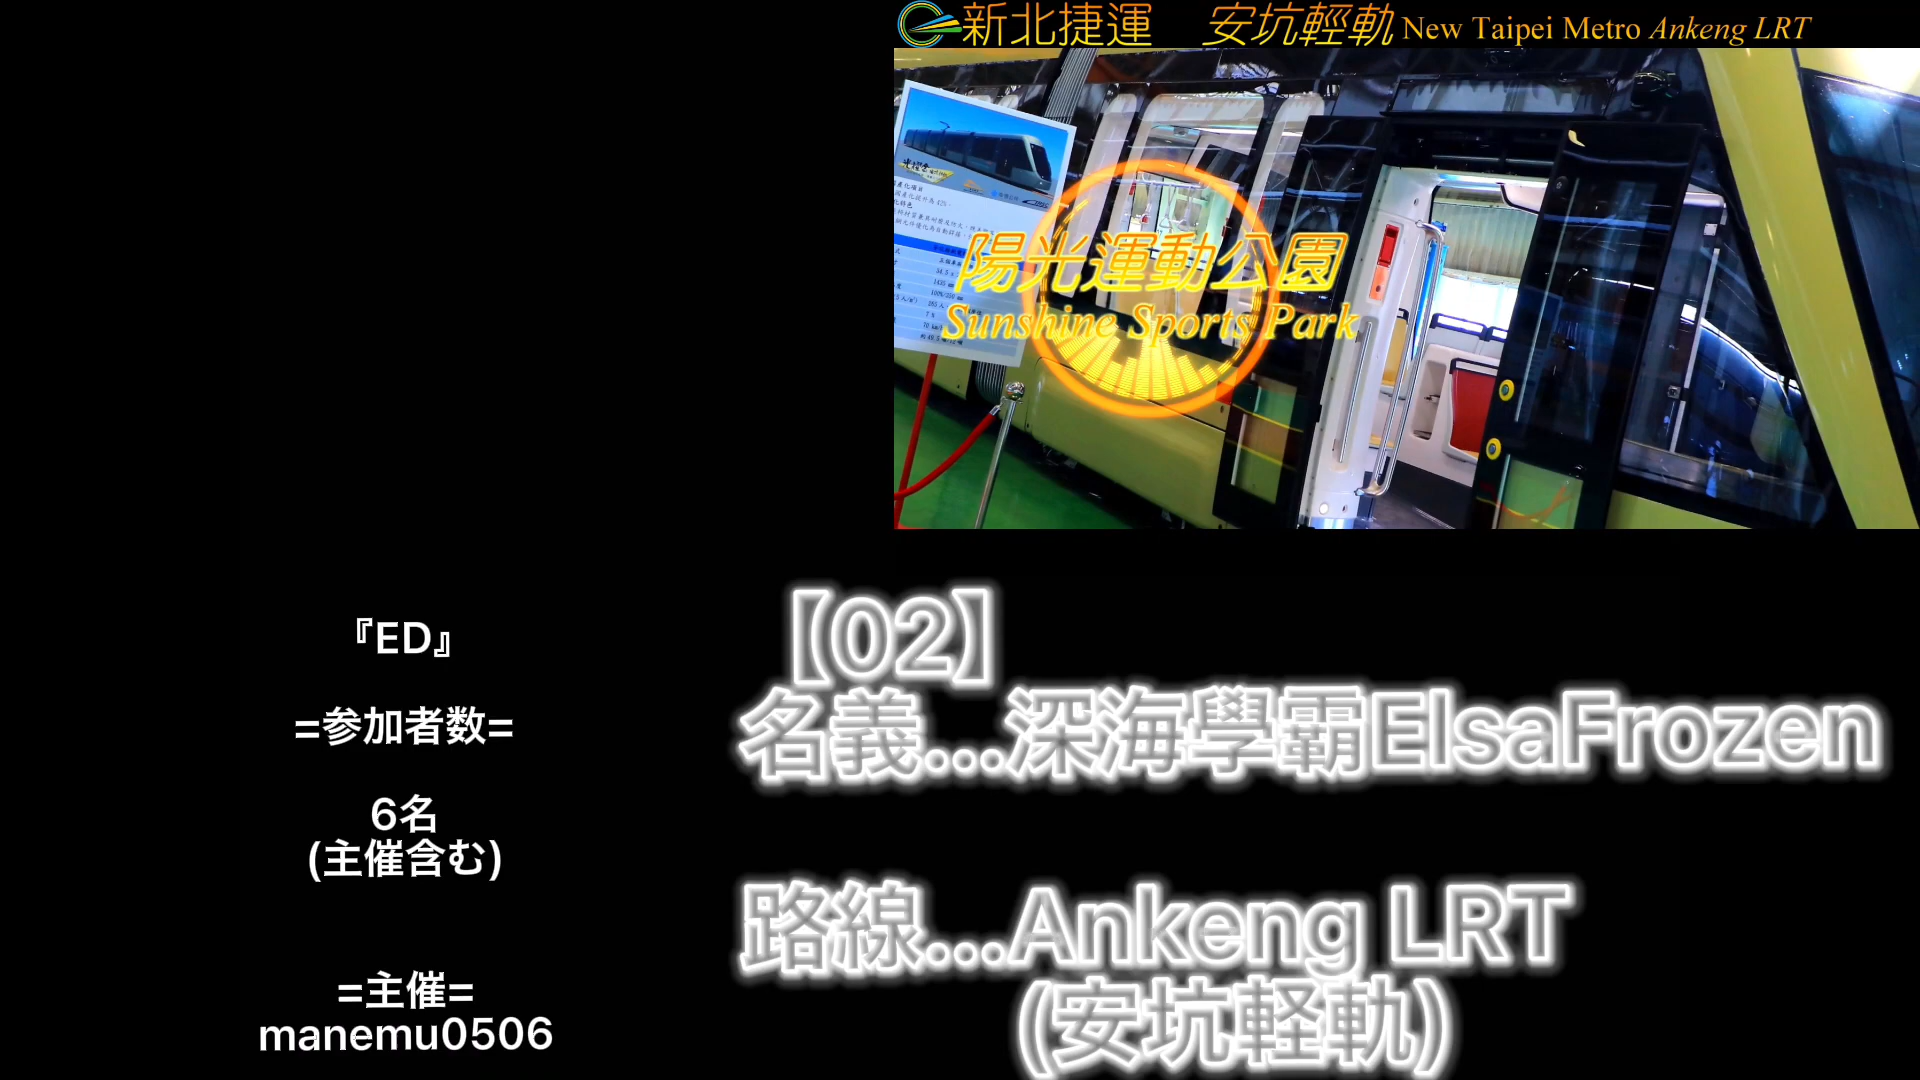 新北捷運 安坑輕軌 New Taipei Metro Ankeng LRT
陽光運動公園
Sunshine Sports Park
『ED』
=参加者数=
6名
(主催含む)
=主催=
manemu0506
【02】
名義...深海學霸ElsaFrozen
路線...Ankeng LRT
(安坑軽軌)